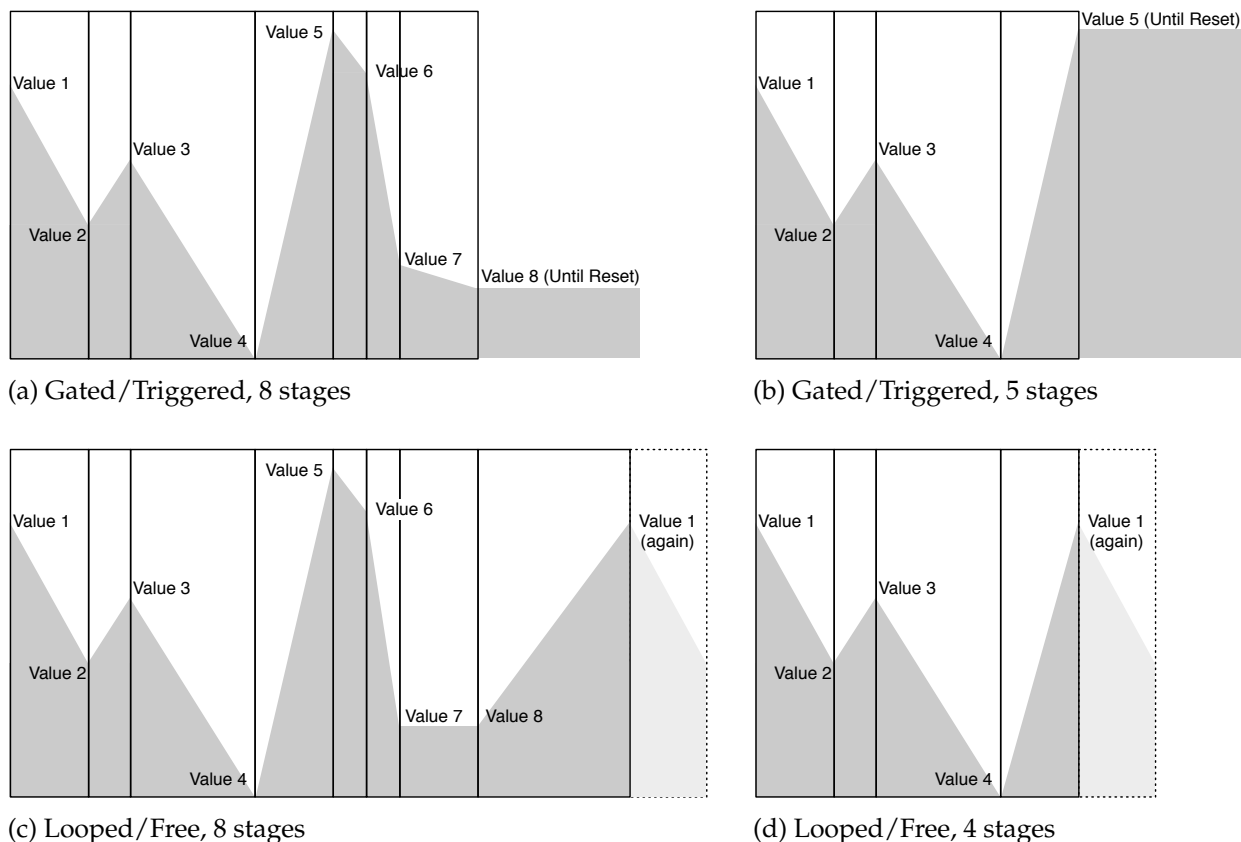 Value 1
Value 2
Value 3
Value 4
Value 5
Value 6
Value 7
Value 8 (Until Reset)
(a) Gated/Triggered, 8 stages
Value 1
Value 2
Value 3
Value 4
Value 5 (Until Reset)
(b) Gated/Triggered, 5 stages
Value 1
Value 2
Value 3
Value 4
Value 5
Value 6
Value 7
Value 8
Value 1
(again)
(c) Looped/Free, 8 stages
Value 1
Value 2
Value 3
Value 4
Value 1
(again)
(d) Looped/Free, 4 stages